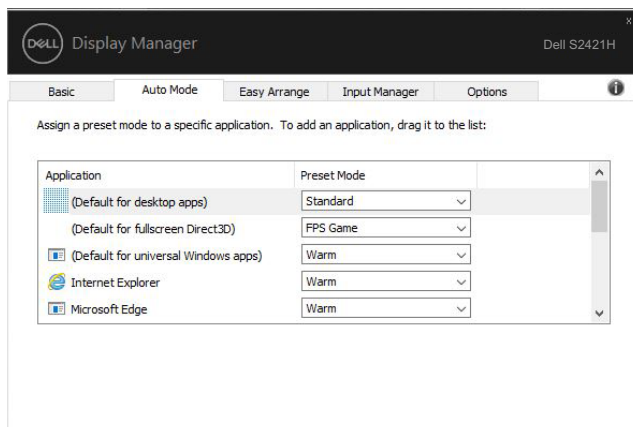 DELL Display Manager Dell S2421H
Basic Auto Mode Easy Arrange Input Manager Options
Assign a preset mode to a specific application. To add an application, drag it to the list:
Application Preset Mode
(Default for desktop apps) Standard
(Default for fullscreen Direct3D) FPS Game
(Default for universal Windows apps) Warm
Internet Explorer Warm
Microsoft Edge Warm